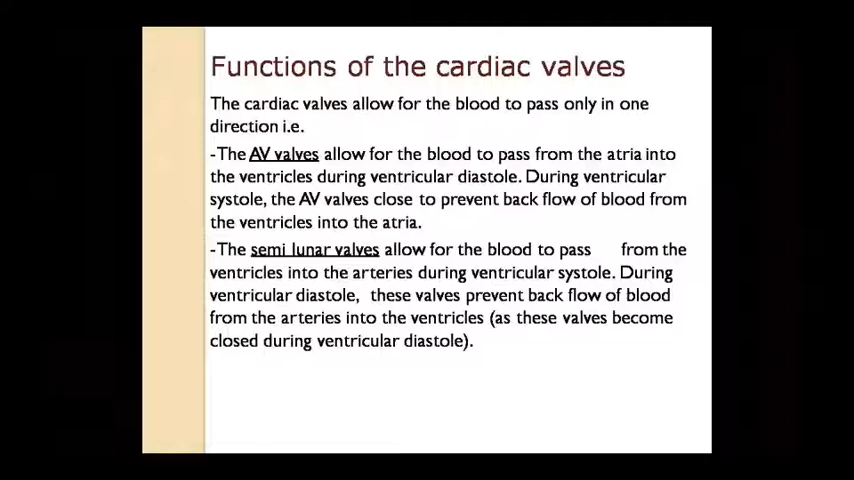 Functions of the cardiac valves
The cardiac valves allow for the blood to pass only in one
direction i.e.
-The AV valves allow for the blood to pass from the atria into
the ventricles during ventricular diastole. During ventricular
systole, the AV valves close to prevent back flow of blood from
the ventricles into the atria.
-The semi lunar valves allow for the blood to pass from the
ventricles into the arteries during ventricular systole. During
ventricular diastole, these valves prevent back flow of blood
from the arteries into the ventricles (as these valves become
closed during ventricular diastole).